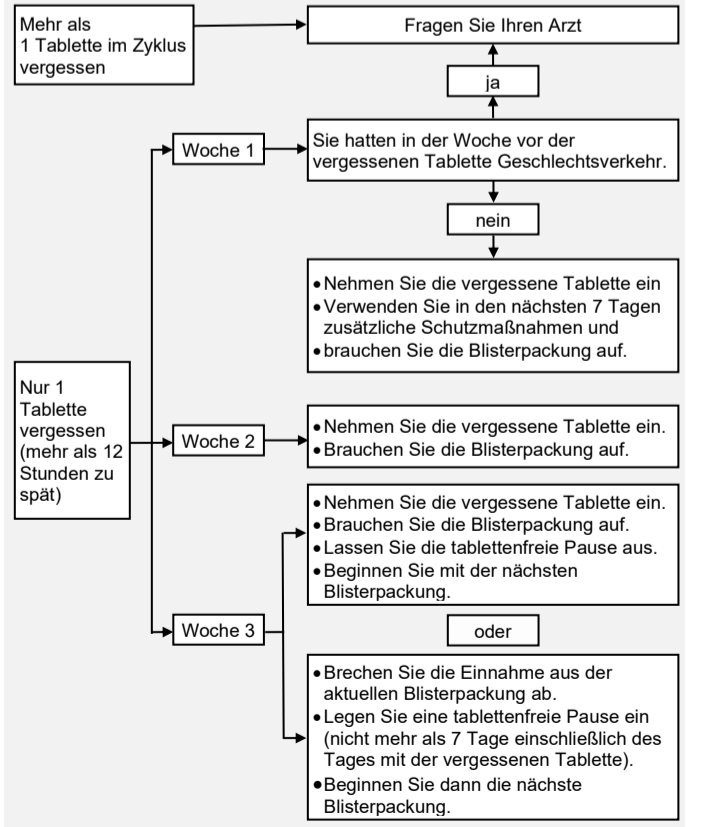 Mehr als
1 Tablette im Zyklus
vergessen
Fragen Sie Ihren Arzt
ja
Woche 1
Sie hatten in der Woche vor der
vergessenen Tablette Geschlechtsverkehr.
nein
•Nehmen Sie die vergessene Tablette ein
•Verwenden Sie in den nächsten 7 Tagen
zusätzliche Schutzmaßnahmen und
•brauchen Sie die Blisterpackung auf.
Nur 1
Tablette
vergessen
(mehr als 12
Stunden zu
spät)
Woche 2
•Nehmen Sie die vergessene Tablette ein.
•Brauchen Sie die Blisterpackung auf.
•Nehmen Sie die vergessene Tablette ein.
•Brauchen Sie die Blisterpackung auf.
•Lassen Sie die tablettenfreie Pause aus.
•Beginnen Sie mit der nächsten
Blisterpackung.
Woche 3
oder
•Brechen Sie die Einnahme aus der
aktuellen Blisterpackung ab.
•Legen Sie eine tablettenfreie Pause ein
(nicht mehr als 7 Tage einschließlich des
Tages mit der vergessenen Tablette).
•Beginnen Sie dann die nächste
Blisterpackung.